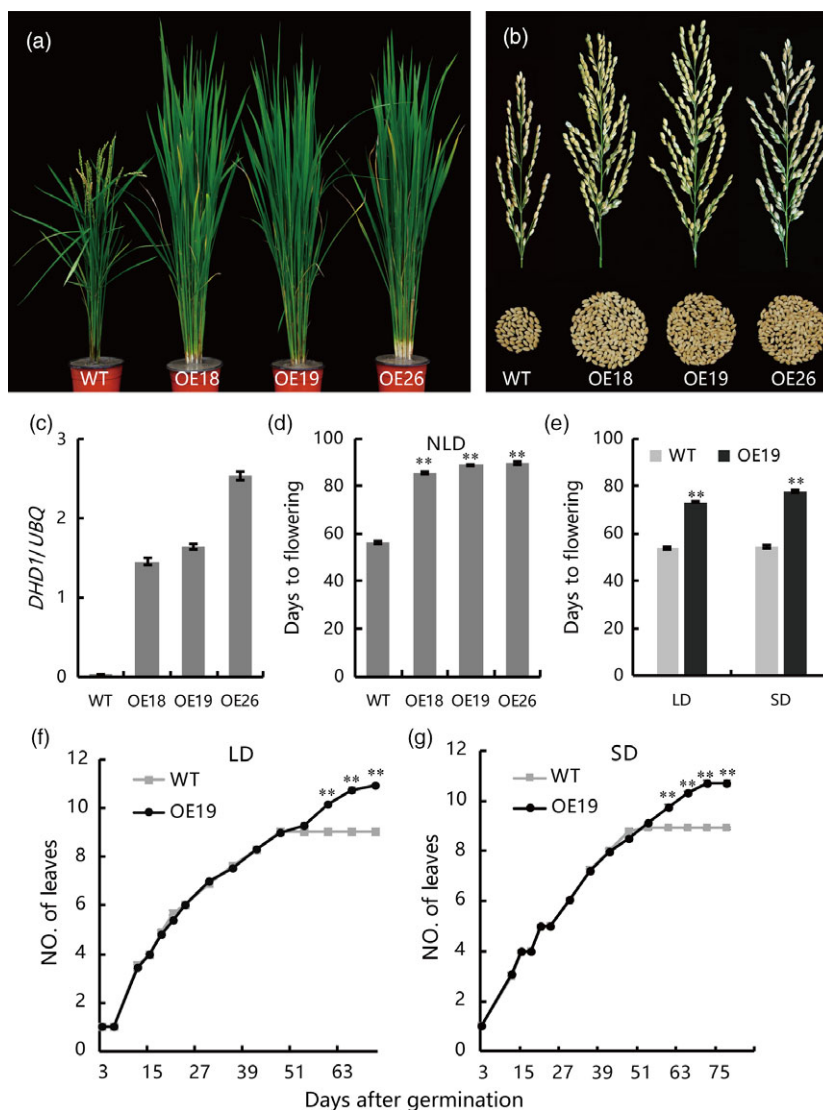 (a)
WT OE18 OE19 OE26
(b)
WT OE18 OE19 OE26
(c)
DHD1/UBQ
3
2
1
0
WT OE18 OE19 OE26
(d)
NLD
Days to flowering
100
80
60
40
20
0
** ** **
WT OE18 OE19 OE26
(e)
WT OE19
Days to flowering
100
80
60
40
20
0
** **
LD SD
(f)
LD
WT
OE19
NO. of leaves
12
10
8
6
4
2
0
** ** **
3 15 27 39 51 63
(g)
SD
WT
OE19
NO. of leaves
12
10
8
6
4
2
0
** ** ** **
3 15 27 39 51 63 75
Days after germination